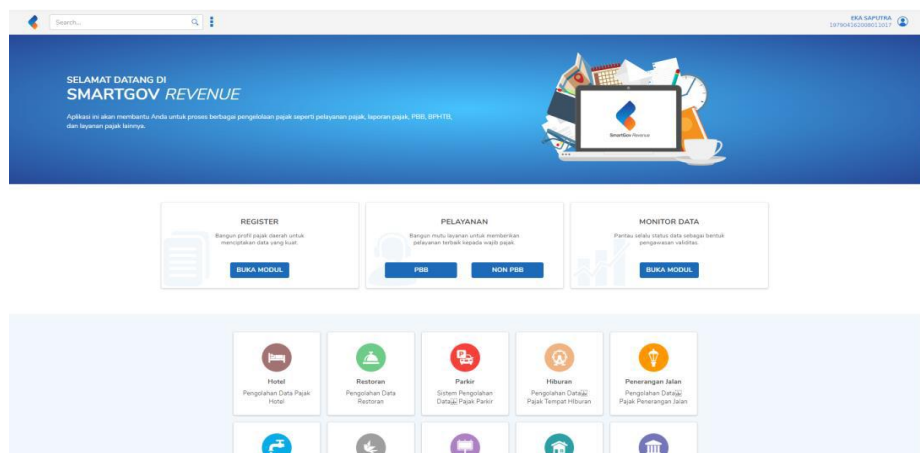 Search...
EKA SAPUTRA
SELAMAT DATANG DI
SMARTGOV REVENUE
Aplikasi ini akan membantu Anda untuk proses berbagai pengelolaan pajak seperti pelayanan pajak, laporan pajak, PBB, BPHTB,
dan layanan pajak lainnya.
SmartGov Revenue
REGISTER
Bangun profil pajak daerah untuk
menciptakan data yang kuat
BUKA MODUL
PELAYANAN
Bangun mutu layanan untuk memberikan
pelayanan terbaik kepada wajib pajak
PBB
NON PBB
MONITOR DATA
Pantau selalu status data sebagai bentuk
pengawasan validitas
BUKA MODUL
Hotel
Pengolahan Data Pajak
Hotel
Restoran
Pengolahan Data
Restoran
Parkir
Sistem Pengolahan
Data Pajak Parkir
Hiburan
Pengolahan Data
Pajak Tempat Hiburan
Penerangan Jalan
Pengolahan Data
Pajak Penerangan Jalan